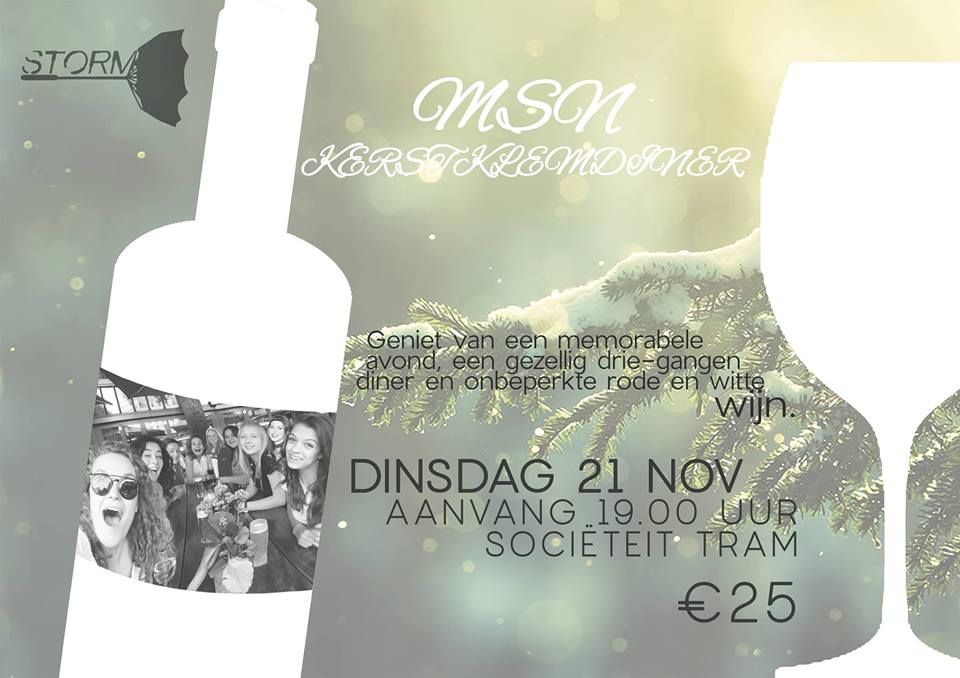 STORM
MSN
KERSTKLEMDINER
Geniet van een memorabele
avond, een gezellig drie-gangen
diner en onbeperkte rode en witte
wijn.
DINSDAG 21 NOV
AANVANG 19.00 UUR
SOCIËTEIT TRAM
€25